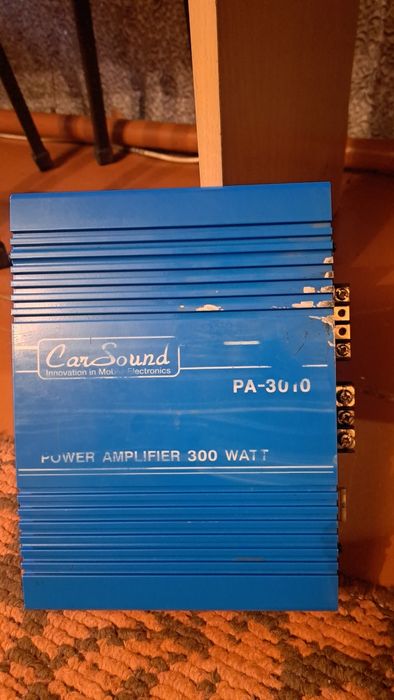 CarSound
Innovation in Mobile Electronics
PA-3010
POWER AMPLIFIER 300 WATT